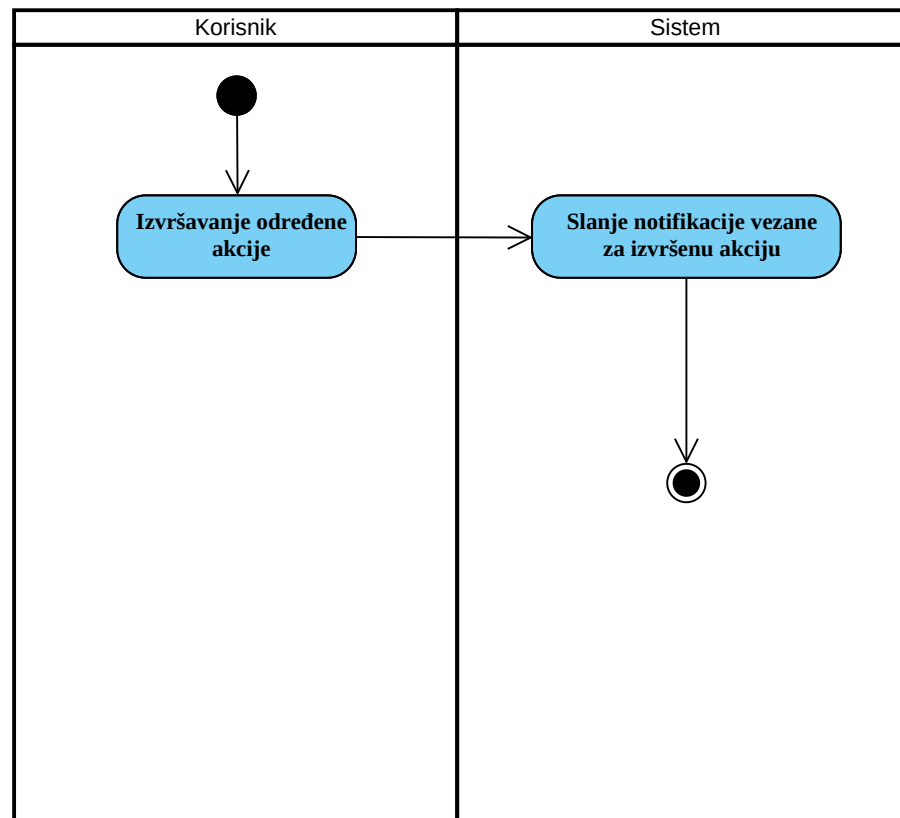 Korisnik
Sistem
Izvršavanje određene
akcije
Slanje notifikacije vezane
za izvršenu akciju